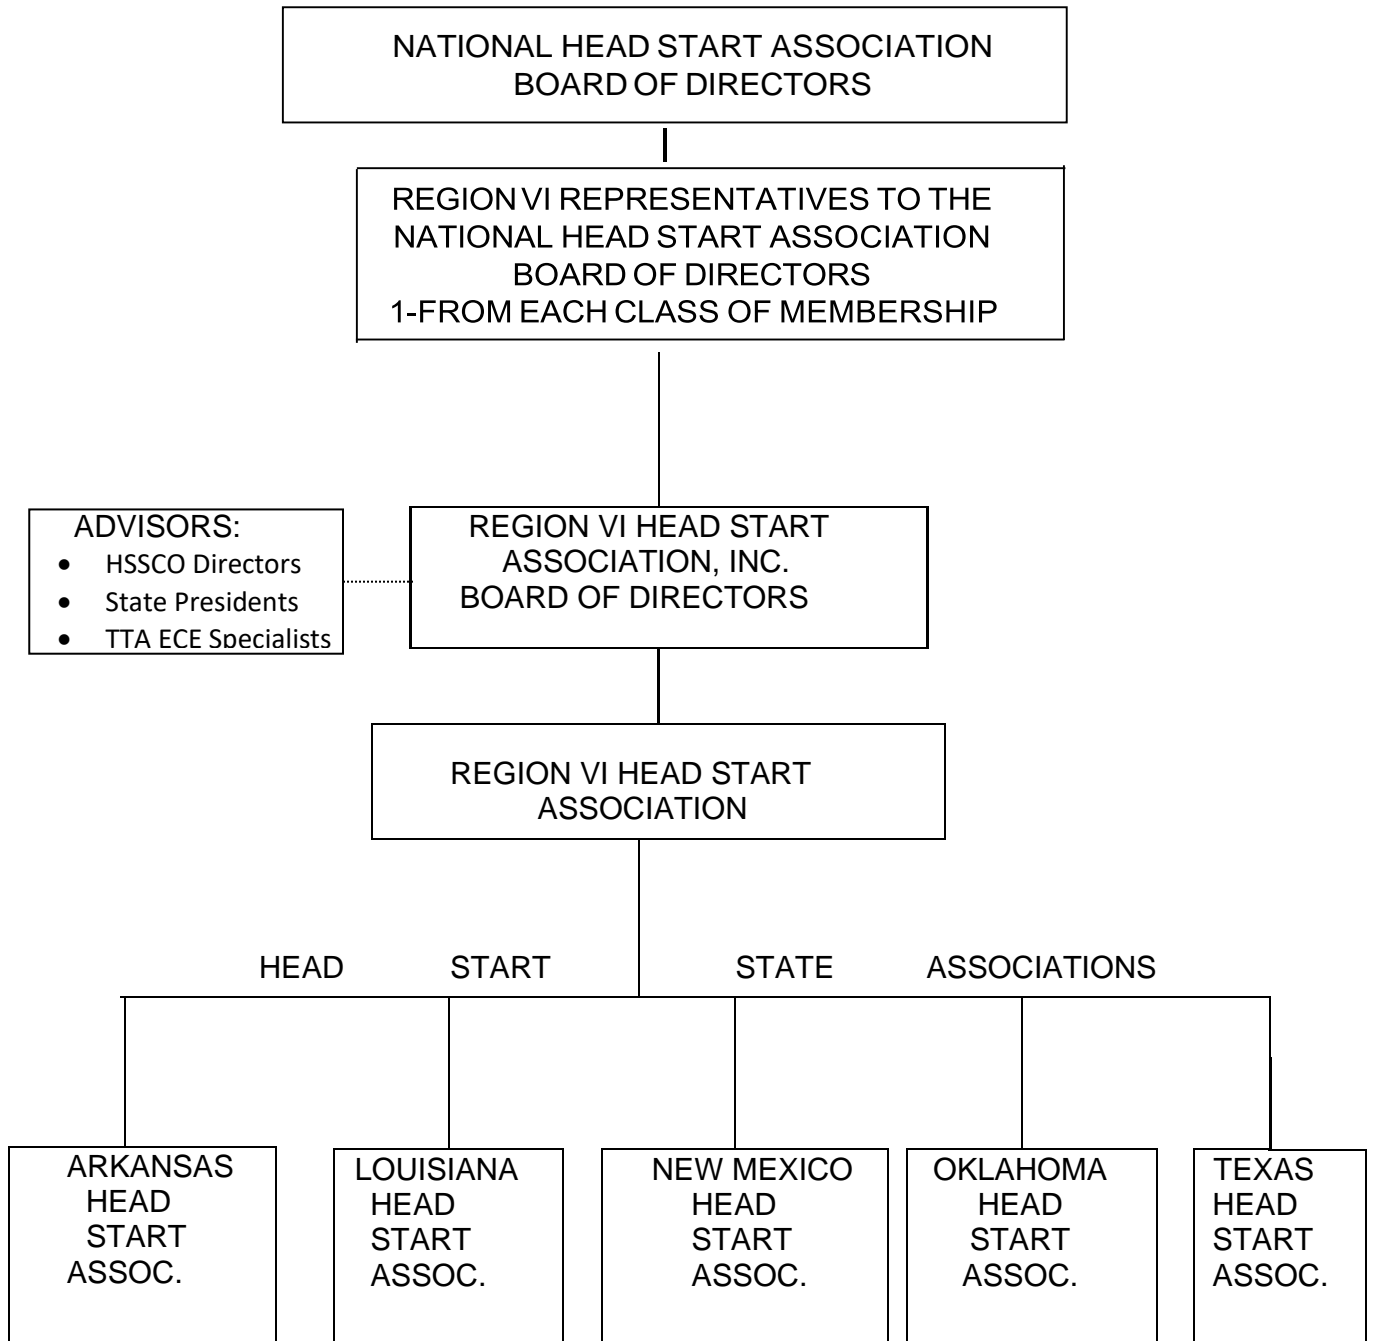 NATIONAL HEAD START ASSOCIATION
BOARD OF DIRECTORS
REGION VI REPRESENTATIVES TO THE
NATIONAL HEAD START ASSOCIATION
BOARD OF DIRECTORS
1-FROM EACH CLASS OF MEMBERSHIP
ADVISORS:
• HSSCO Directors
• State Presidents
• TTA ECE Specialists
REGION VI HEAD START
ASSOCIATION, INC.
BOARD OF DIRECTORS
REGION VI HEAD START
ASSOCIATION
HEAD START STATE ASSOCIATIONS
ARKANSAS
HEAD
START
ASSOC.
LOUISIANA
HEAD
START
ASSOC.
NEW MEXICO
HEAD
START
ASSOC.
OKLAHOMA
HEAD
START
ASSOC.
TEXAS
HEAD
START
ASSOC.